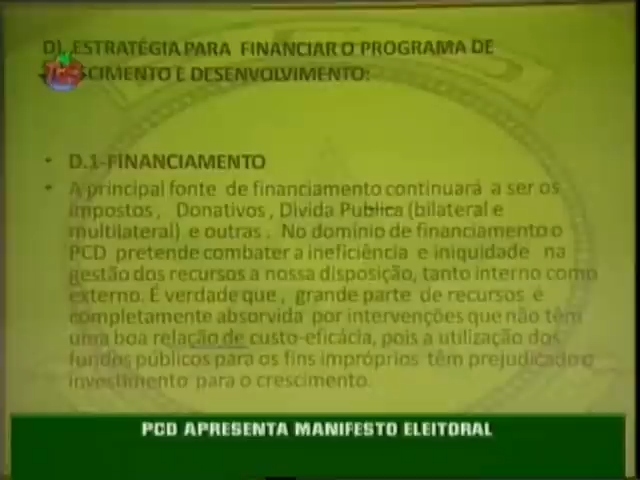 D). ESTRATÉGIA PARA FINANCIAR O PROGRAMA DE
CIMENTO E DESENVOLVIMENTO:
• D.1-FINANCIAMENTO
• A principal fonte de financiamento continuará a ser os
impostos, Donativos, Divida Publica (bilateral e
multilateral) e outras. No domínio de financiamento o
PCD pretende combater a ineficiência e iniquidade na
gestão dos recursos a nossa disposição, tanto interno como
externo. É verdade que, grande parte de recursos é
completamente absorvida por intervenções que não têm
uma boa relação de custo-eficácia, pois a utilização dos
fundos públicos para os fins impróprios têm prejudicado o
investimento para o crescimento.
PCD APRESENTA MANIFESTO ELEITORAL